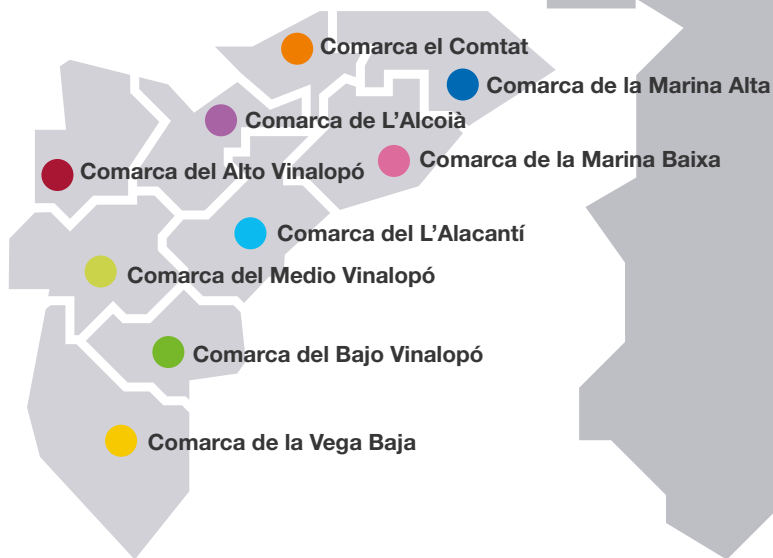 Comarca el Comtat
Comarca de la Marina Alta
Comarca de L'Alcoià
Comarca de la Marina Baixa
Comarca del Alto Vinalopó
Comarca del L'Alacantí
Comarca del Medio Vinalopó
Comarca del Bajo Vinalopó
Comarca de la Vega Baja